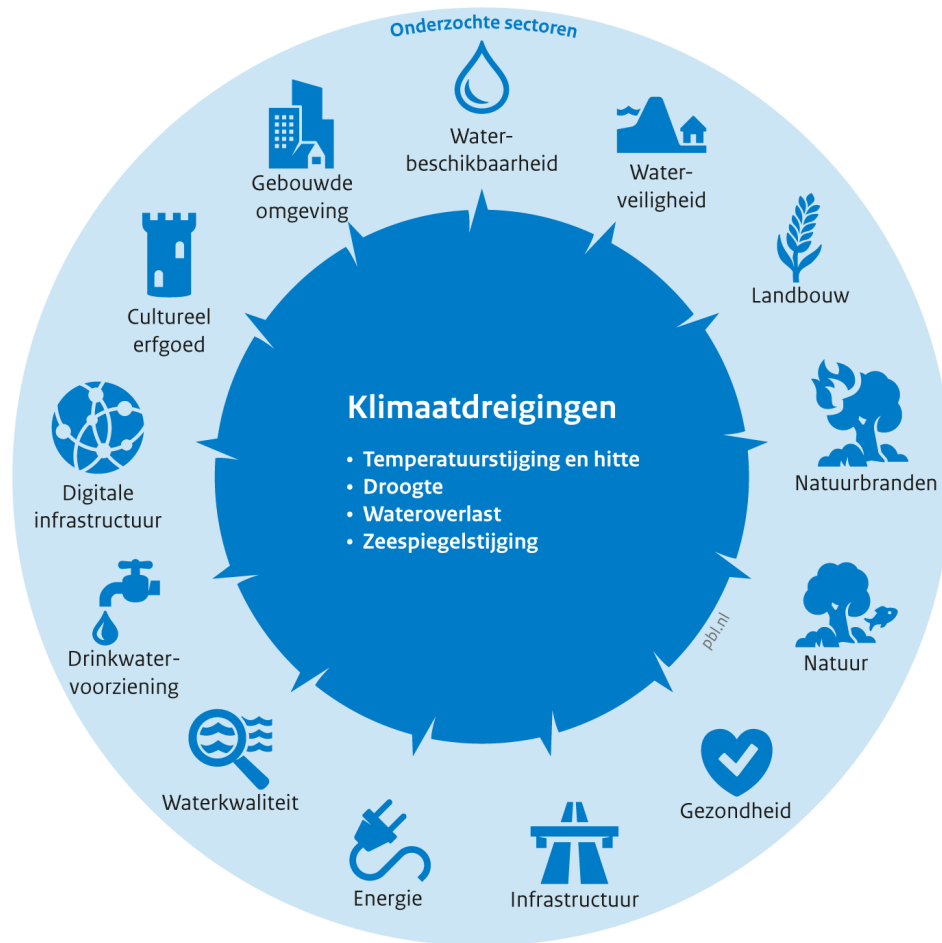 Onderzochte sectoren
Water-
beschikbaarheid
Water-
veiligheid
Landbouw
Natuurbranden
Natuur
Gezondheid
Infrastructuur
Energie
Waterkwaliteit
Drinkwater-
voorziening
Digitale
infrastructuur
Cultureel
erfgoed
Gebouwde
omgeving
Klimaatdreigingen
• Temperatuurstijging en hitte
• Droogte
• Wateroverlast
• Zeespiegelstijging
pbl.nl